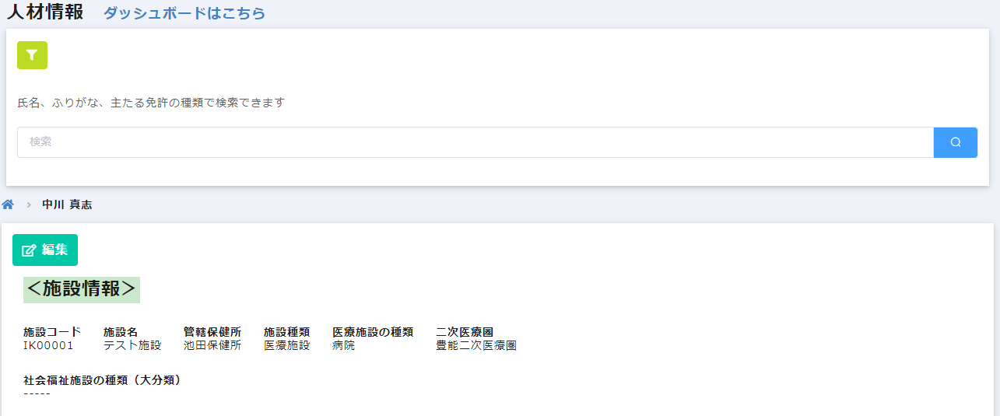 人材情報 ダッシュボードはこちら
氏名、ふりがな、主たる免許の種類で検索できます
検索
中川 真志
編集
＜施設情報＞
施設コード 施設名 管轄保健所 施設種類 医療施設の種類 二次医療圏
IK00001 テスト施設 池田保健所 医療施設 病院 豊能二次医療圏
社会福祉施設の種類（大分類）
-----